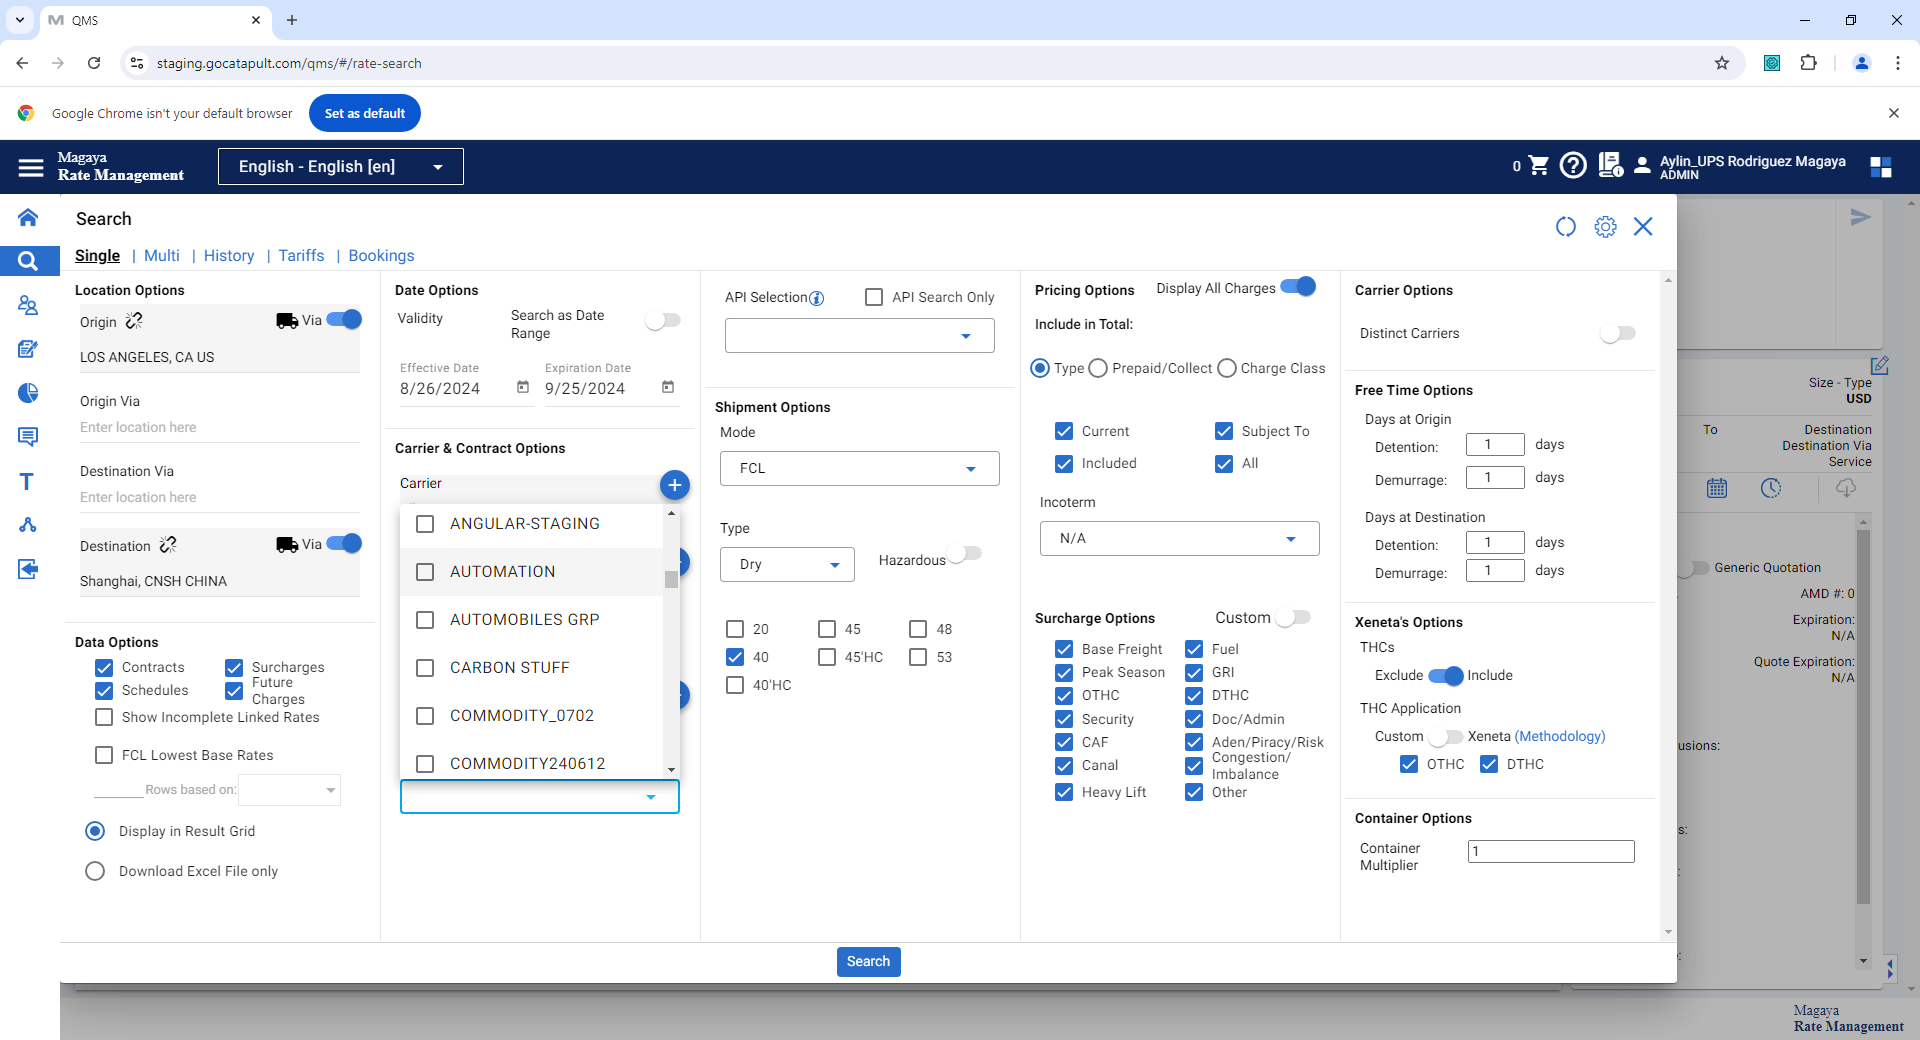 QMS
staging.gocatapult.com/qms/#/rate-search
Google Chrome isn't your default browser
Set as default
Magaya
Rate Management
English - English [en]
0
Aylin_UPS Rodriguez Magaya
ADMIN
Search
Single | Multi | History | Tariffs | Bookings
Location Options
Origin
Via
LOS ANGELES, CA US
Origin Via
Enter location here
Destination Via
Enter location here
Destination
Via
Shanghai, CNSH CHINA
Data Options
Contracts
Surcharges
Schedules
Future Charges
Show Incomplete Linked Rates
FCL Lowest Base Rates
Rows based on:
Display in Result Grid
Download Excel File only
Date Options
Validity
Search as Date Range
Effective Date
8/26/2024
Expiration Date
9/25/2024
Carrier & Contract Options
Carrier
ANGULAR-STAGING
AUTOMATION
AUTOMOBILES GRP
CARBON STUFF
COMMODITY_0702
COMMODITY240612
API Selection
API Search Only
Shipment Options
Mode
FCL
Type
Dry
Hazardous
20
45
48
40
45'HC
53
40'HC
Pricing Options
Display All Charges
Include in Total:
Type
Prepaid/Collect
Charge Class
Current
Subject To
Included
All
Incoterm
N/A
Surcharge Options
Custom
Base Freight
Fuel
Peak Season
GRI
OTHC
DTHC
Security
Doc/Admin
CAF
Aden/Piracy/Risk
Canal
Congestion/
Imbalance
Heavy Lift
Other
Carrier Options
Distinct Carriers
Free Time Options
Days at Origin
Detention: 1 days
Demurrage: 1 days
Days at Destination
Detention: 1 days
Demurrage: 1 days
Xeneta's Options
THCs
Exclude
Include
THC Application
Custom
Xeneta (Methodology)
OTHC
DTHC
Container Options
Container Multiplier
1
Search
Size - Type
USD
To
Destination
Destination Via
Service
Generic Quotation
AMD #: 0
Expiration:
N/A
Quote Expiration:
N/A
usions:
s:
Magaya
Rate Management